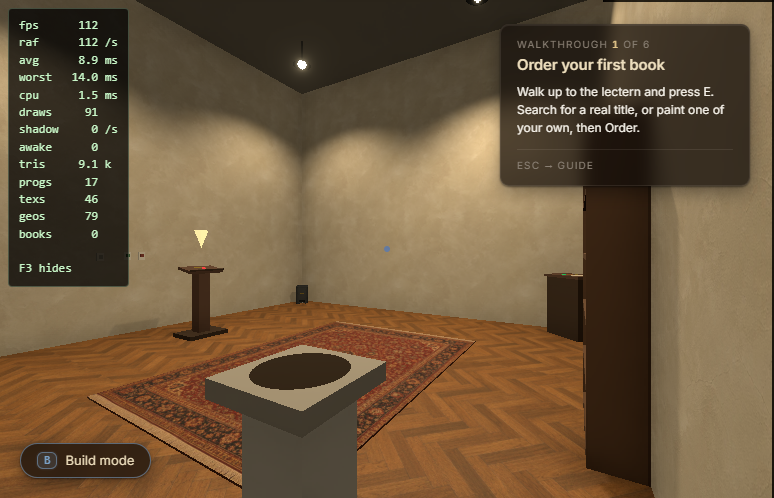 fps 112
raf 112 /s
avg 8.9 ms
worst 14.0 ms
cpu 1.5 ms
draws 91
shadow 0 /s
awake 0
tris 9.1 k
progs 17
texs 46
geos 79
books 0
F3 hides
WALKTHROUGH 1 OF 6
Order your first book
Walk up to the lectern and press E.
Search for a real title, or paint one of
your own, then Order.
ESC → GUIDE
B Build mode